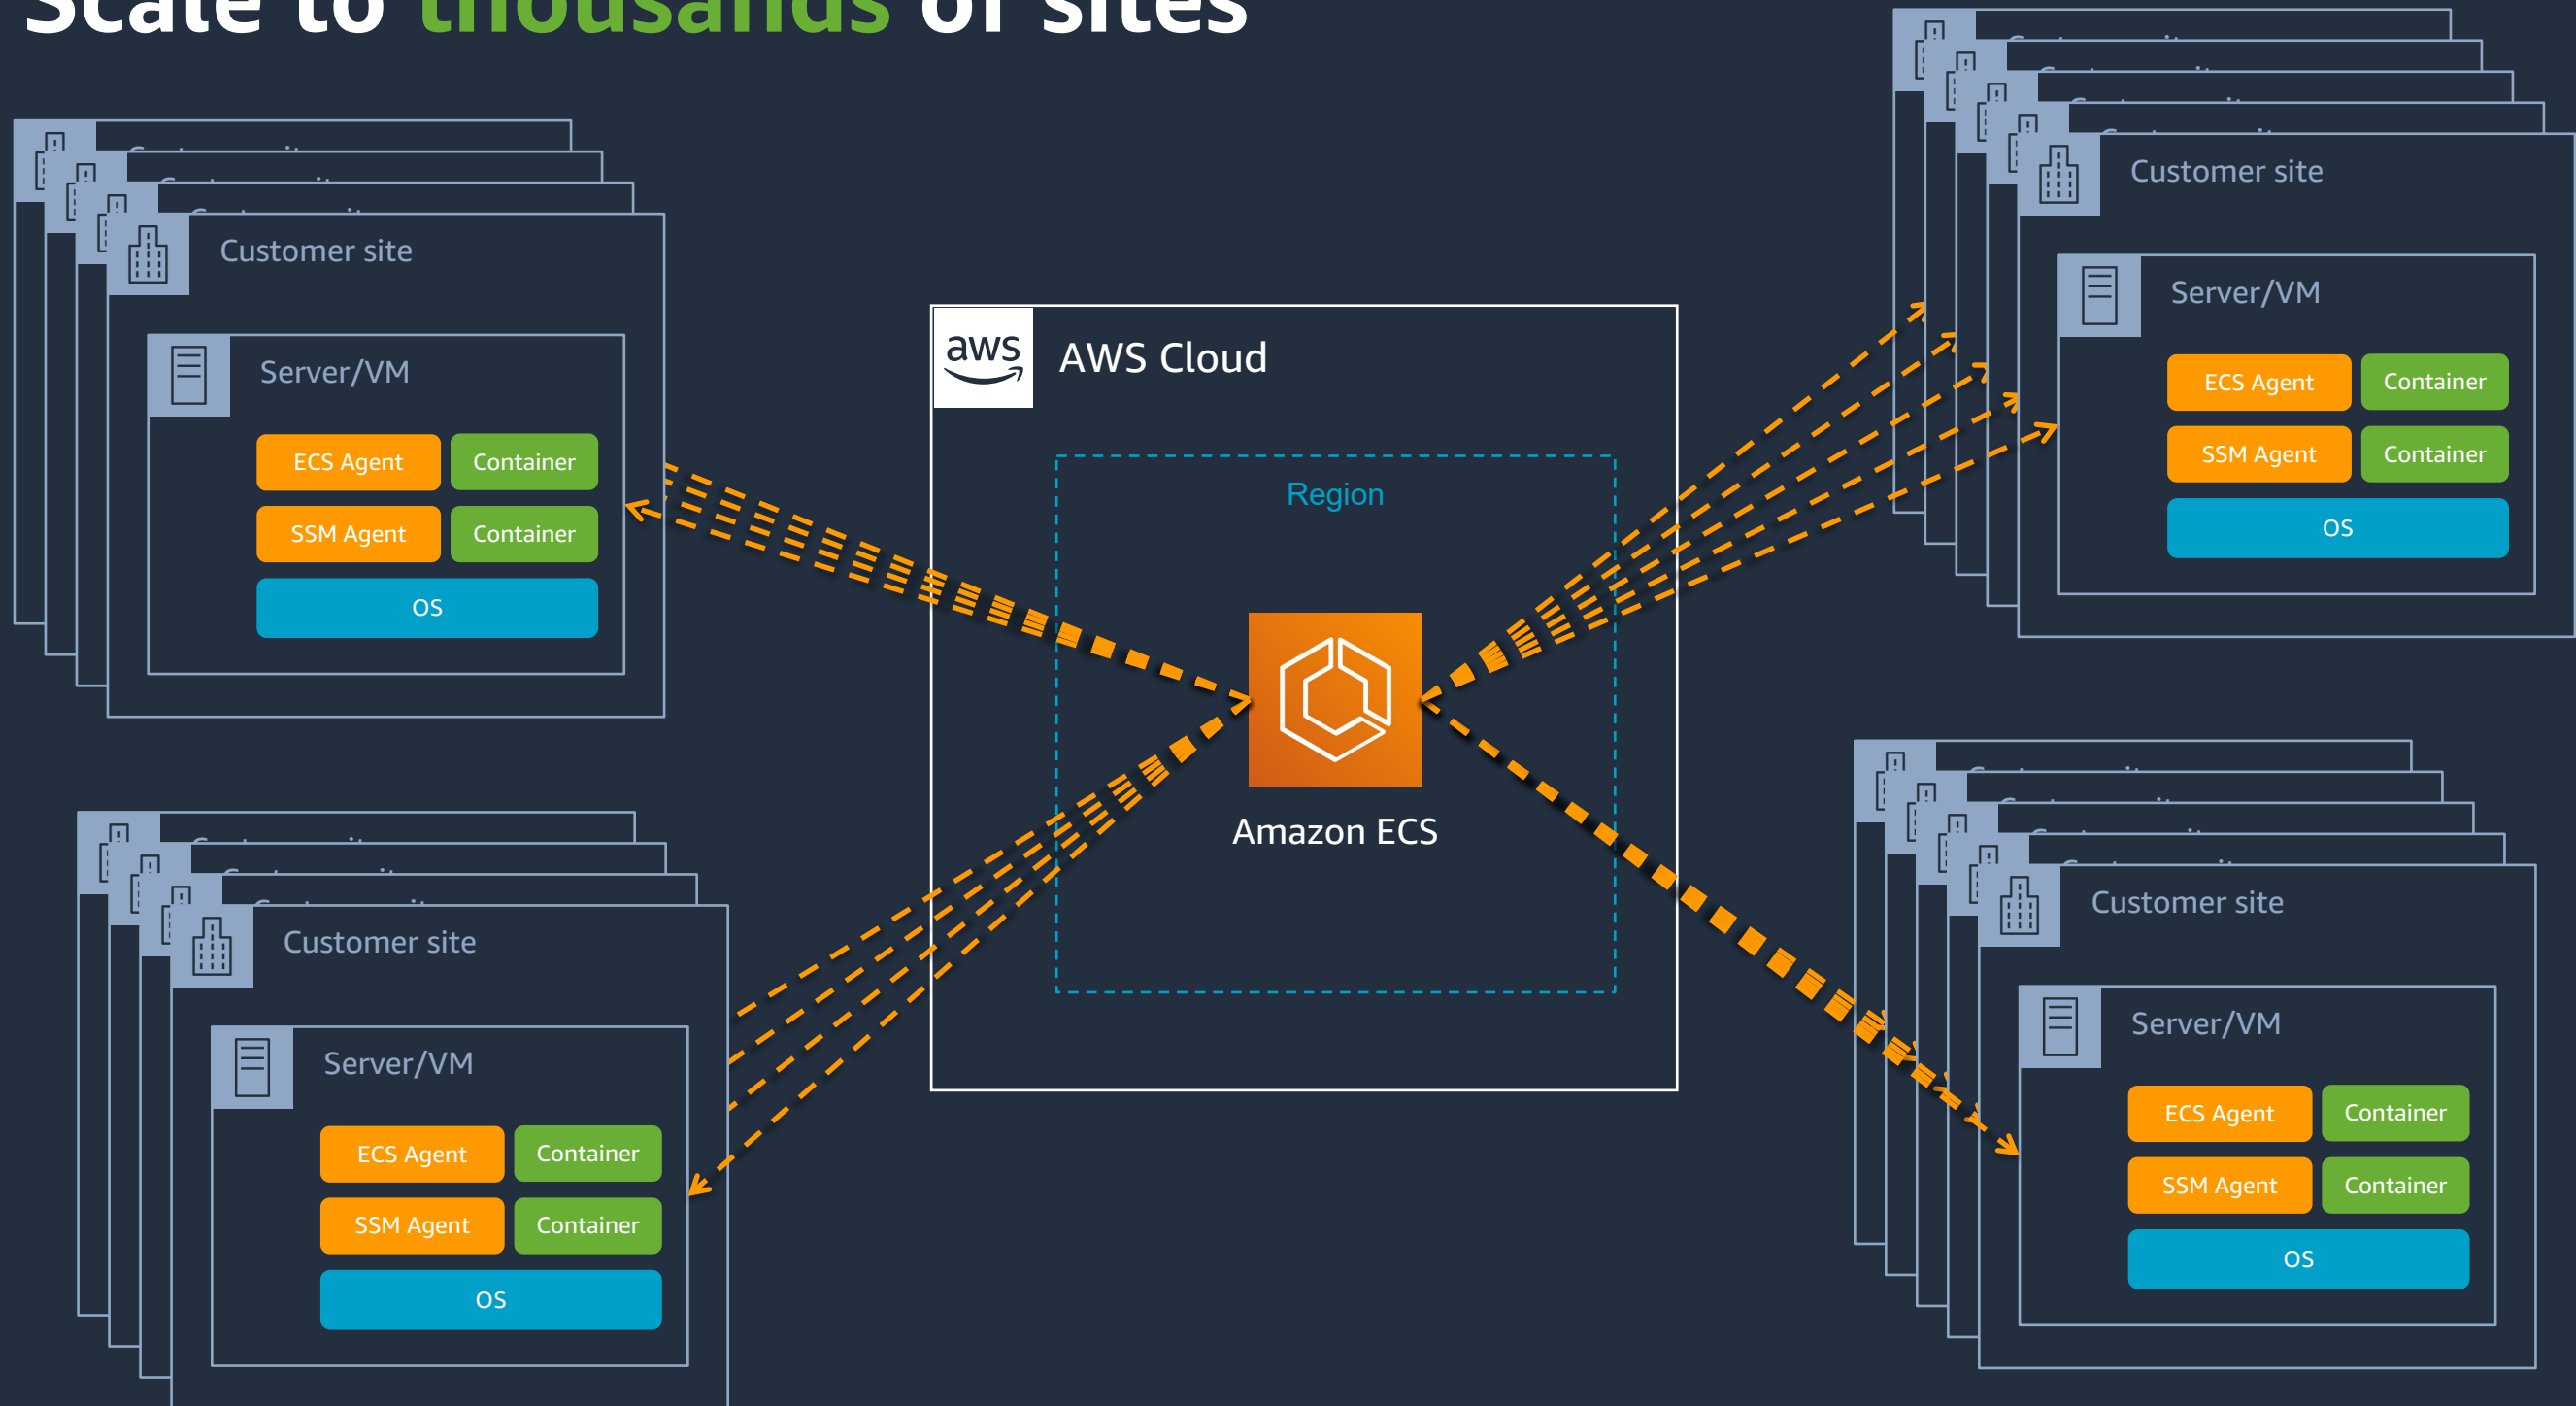 Scale to thousands of sites
Customer site
Server/VM
ECS Agent Container
SSM Agent Container
OS
aws
AWS Cloud
Region
Amazon ECS
Customer site
Server/VM
ECS Agent Container
SSM Agent Container
OS
Customer site
Server/VM
ECS Agent Container
SSM Agent Container
OS
Customer site
Server/VM
ECS Agent Container
SSM Agent Container
OS